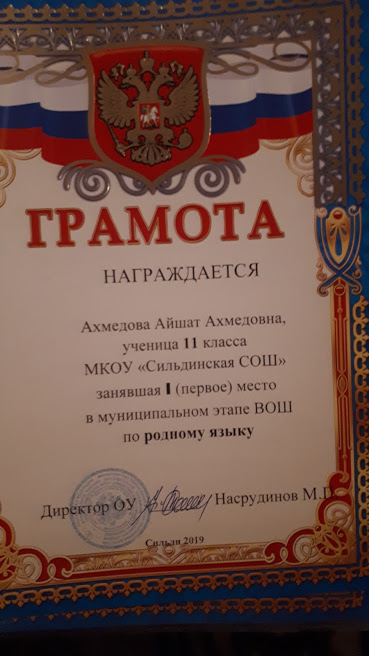 ГРАМОТА
НАГРАЖДАЕТСЯ
Ахмедова Айшат Ахмедовна,
ученица 11 класса
МКОУ «Сильдинская СОШ»
занявшая I (первое) место
в муниципальном этапе ВОШ
по родному языку
Директор ОУ Насрудинов М.Г.
Сильди 2019